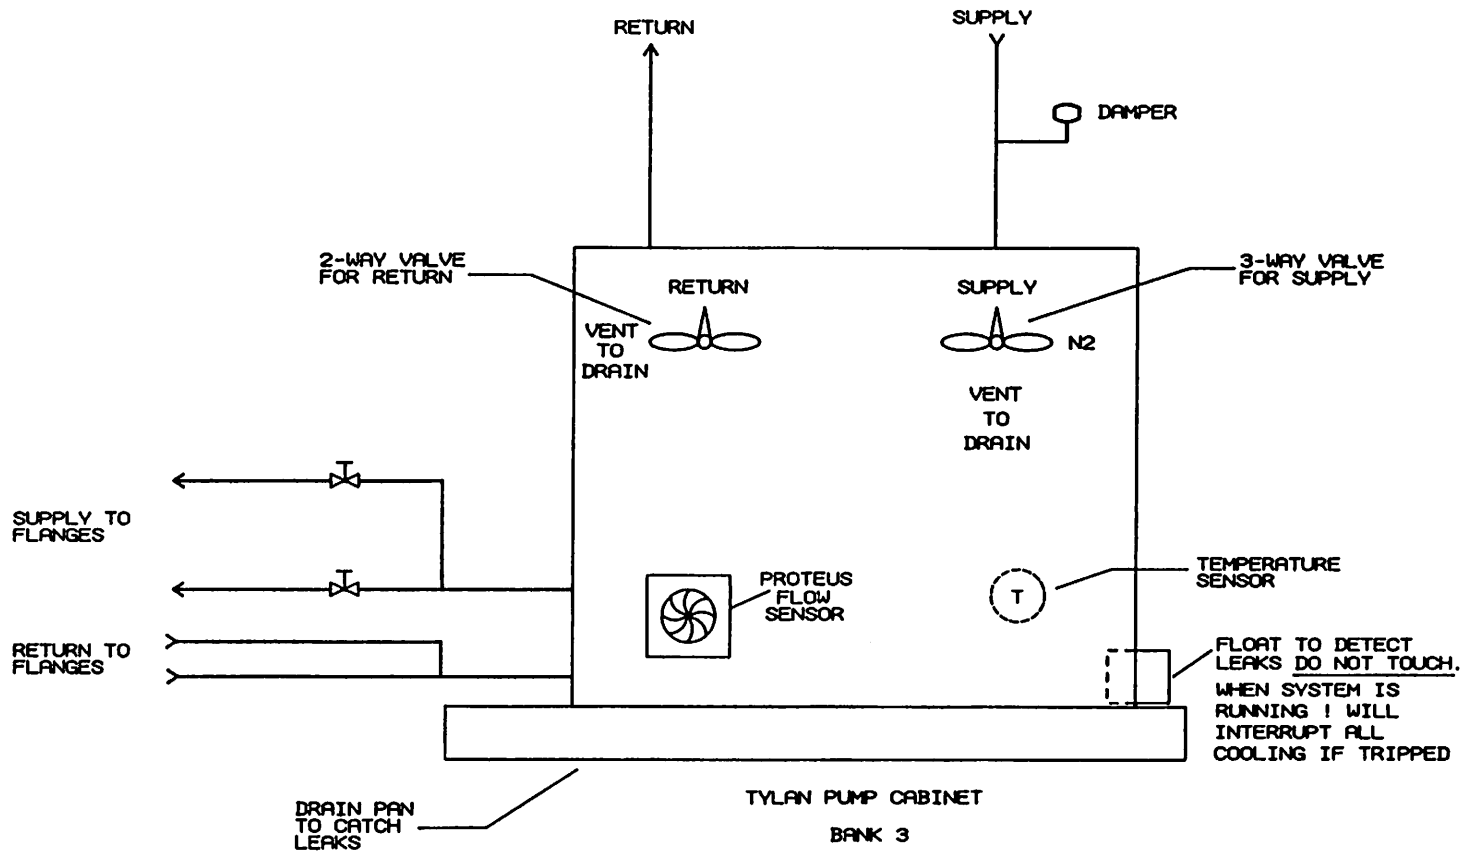 RETURN
SUPPLY
DAMPER
2-WAY VALVE
FOR RETURN
3-WAY VALVE
FOR SUPPLY
RETURN
SUPPLY
VENT
TO
DRAIN
N2
VENT
TO
DRAIN
SUPPLY TO
FLANGES
PROTEUS
FLOW
SENSOR
T
TEMPERATURE
SENSOR
RETURN TO
FLANGES
FLOAT TO DETECT
LEAKS DO NOT TOUCH.
WHEN SYSTEM IS
RUNNING ! WILL
INTERRUPT ALL
COOLING IF TRIPPED
DRAIN PAN
TO CATCH
LEAKS
TYLAN PUMP CABINET
BANK 3